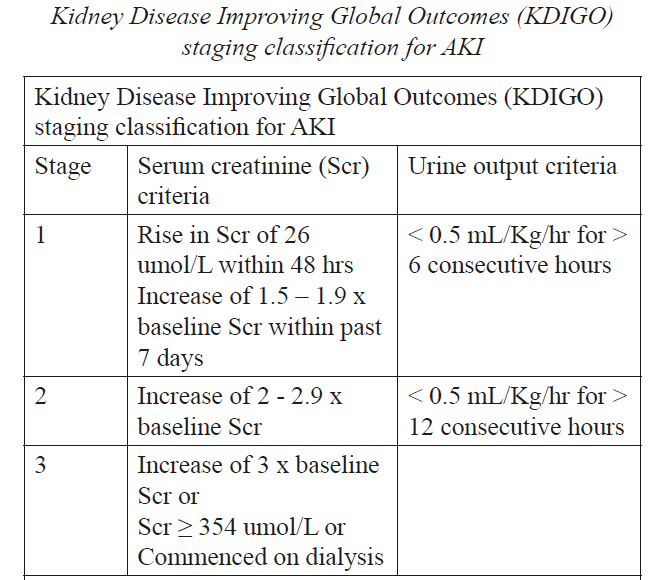 Kidney Disease Improving Global Outcomes (KDIGO)
staging classification for AKI
Kidney Disease Improving Global Outcomes (KDIGO)
staging classification for AKI
Stage
Serum creatinine (Scr)
criteria
Urine output criteria
1
Rise in Scr of 26
umol/L within 48 hrs
Increase of 1.5 – 1.9 x
baseline Scr within past
7 days
< 0.5 mL/Kg/hr for >
6 consecutive hours
2
Increase of 2 - 2.9 x
baseline Scr
< 0.5 mL/Kg/hr for >
12 consecutive hours
3
Increase of 3 x baseline
Scr or
Scr ≥ 354 umol/L or
Commenced on dialysis